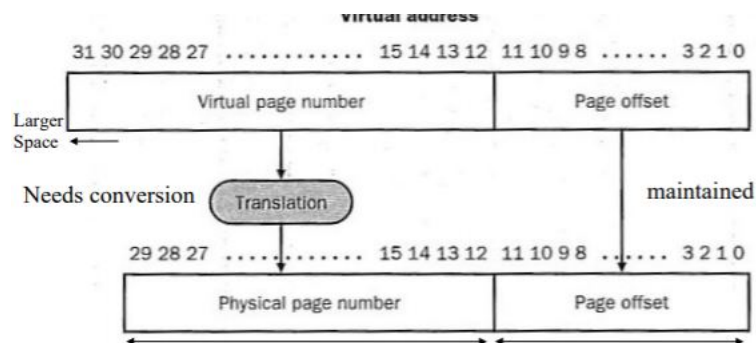 Virtual address
31 30 29 28 27 ............ 15 14 13 12 11 10 9 8 ...... 3 2 1 0
Virtual page number Page offset
Larger
Space
Needs conversion Translation maintained
29 28 27 ............ 15 14 13 12 11 10 9 8 ...... 3 2 1 0
Physical page number Page offset